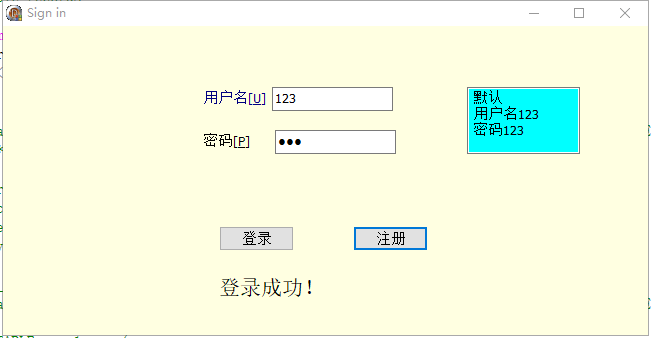 Sign in
用户名[U] 123
默认
用户名123
密码123
密码[P] ●●●
登录 注册
登录成功！